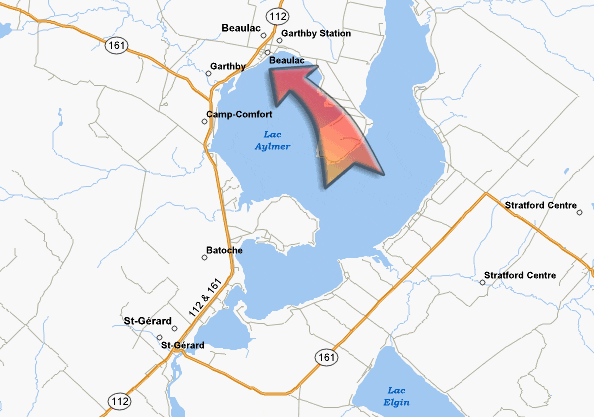 112
Beaulac
Garthby Station
161
Beaulac
Garthby
Camp-Comfort
Lac
Aylmer
Stratford Centre
Batoche
Stratford Centre
112 & 161
St-Gérard
St-Gérard
161
Lac
Elgin
112